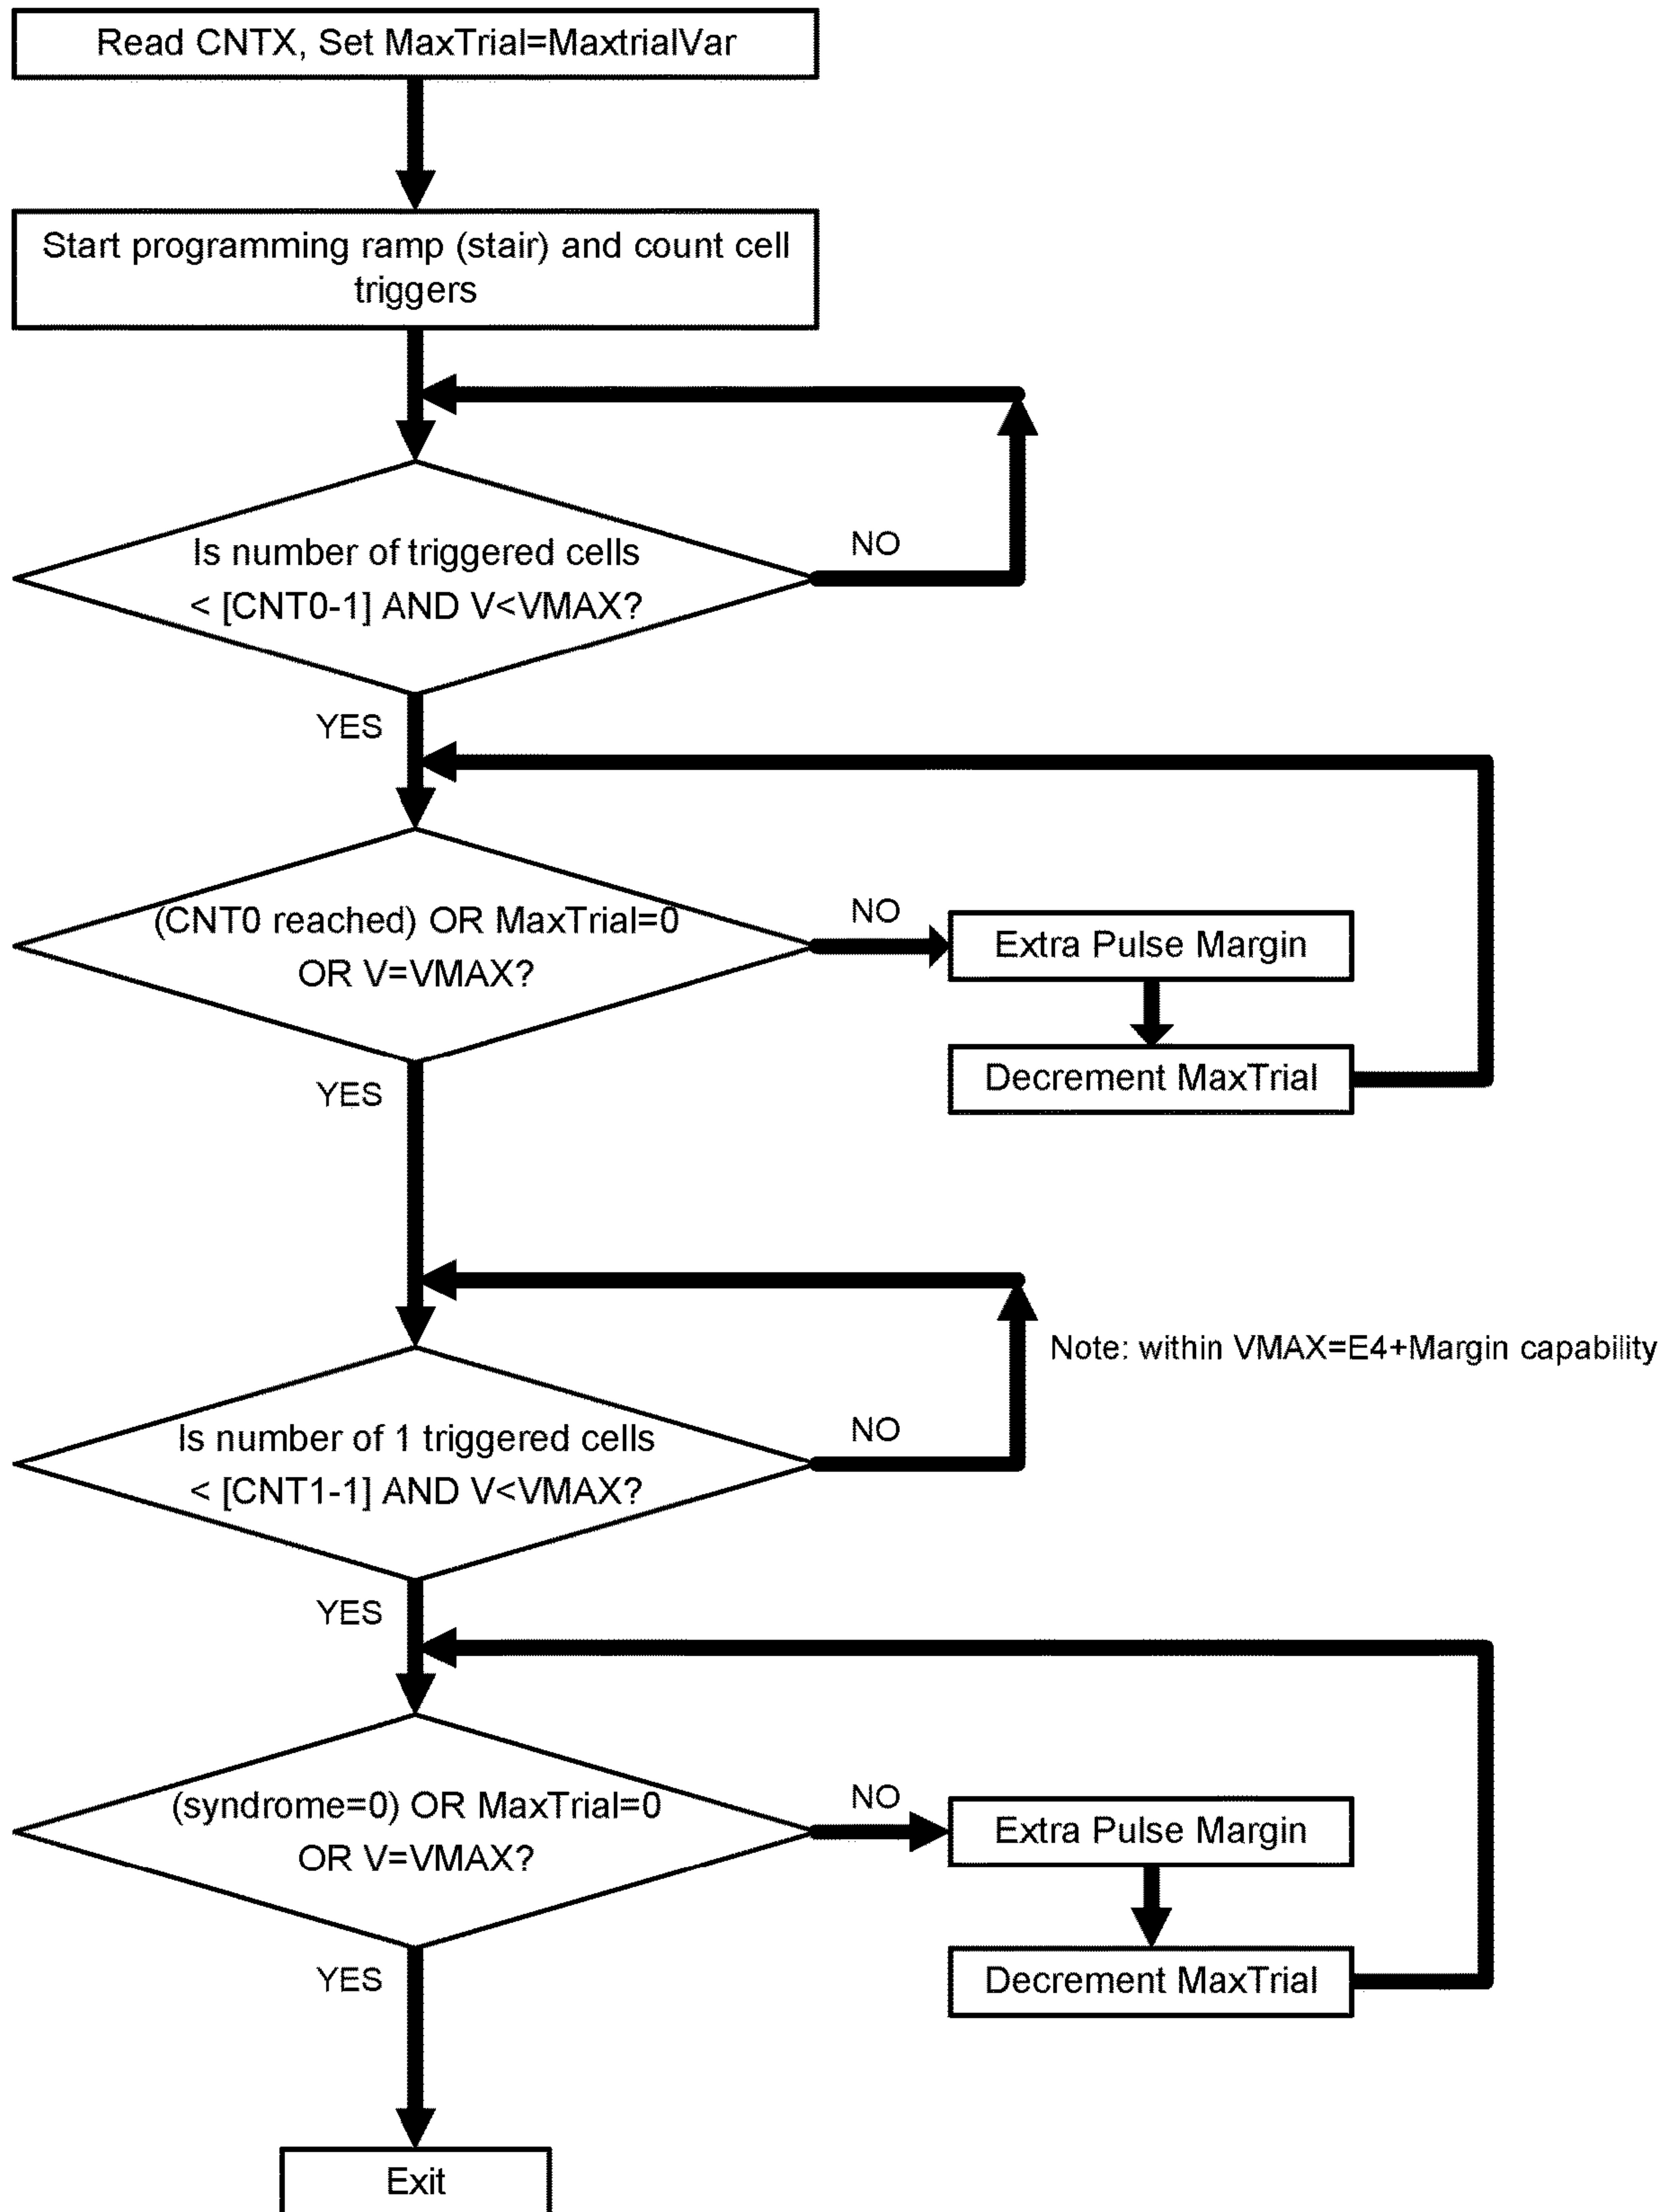 Read CNTX, Set MaxTrial=MaxtrialVar
Start programming ramp (stair) and count cell
triggers
Is number of triggered cells
< [CNT0-1] AND V<VMAX?
NO
YES
(CNT0 reached) OR MaxTrial=0
OR V=VMAX?
NO
Extra Pulse Margin
Decrement MaxTrial
YES
Note: within VMAX=E4+Margin capability
Is number of 1 triggered cells
< [CNT1-1] AND V<VMAX?
NO
YES
(syndrome=0) OR MaxTrial=0
OR V=VMAX?
NO
Extra Pulse Margin
Decrement MaxTrial
YES
Exit